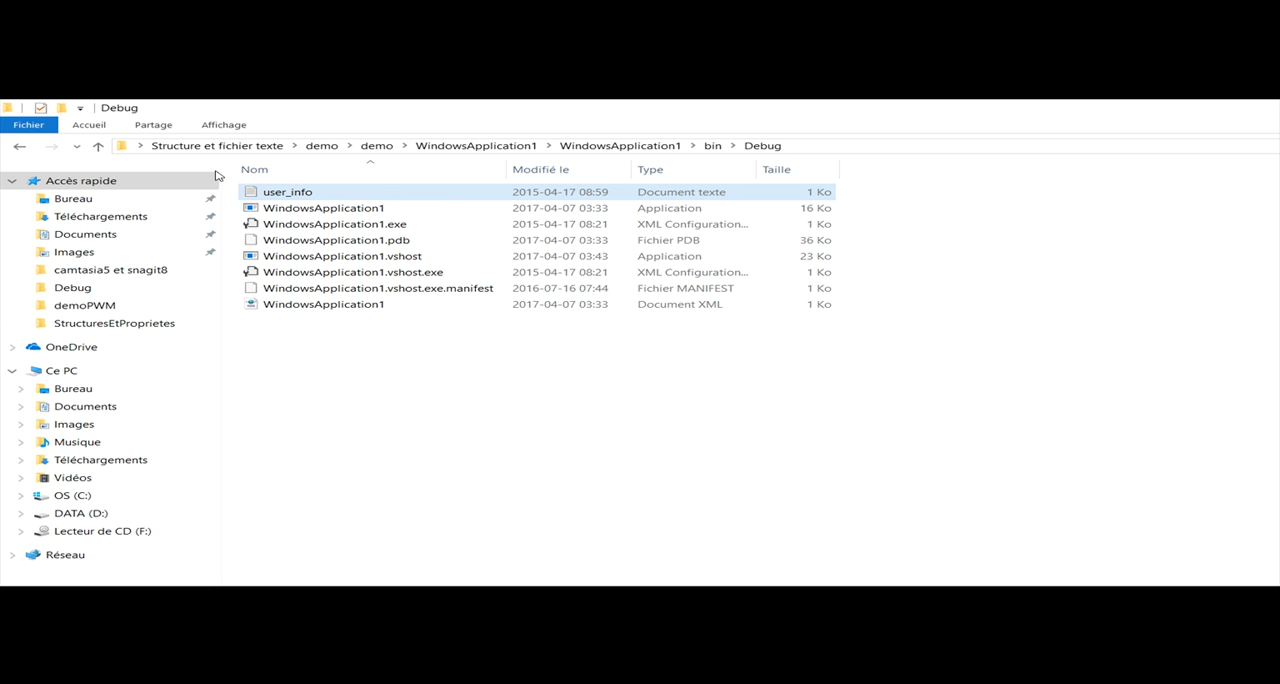 Debug
Fichier Accueil Partage Affichage
Structure et fichier texte > demo > demo > WindowsApplication1 > WindowsApplication1 > bin > Debug
Nom Modifié le Type Taille
user_info 2015-04-17 08:59 Document texte 1 Ko
WindowsApplication1 2017-04-07 03:33 Application 16 Ko
WindowsApplication1.exe 2015-04-17 08:21 XML Configuration... 1 Ko
WindowsApplication1.pdb 2017-04-07 03:33 Fichier PDB 36 Ko
WindowsApplication1.vshost 2017-04-07 03:43 Application 23 Ko
WindowsApplication1.vshost.exe 2015-04-17 08:21 XML Configuration... 1 Ko
WindowsApplication1.vshost.exe.manifest 2016-07-16 07:44 Fichier MANIFEST 1 Ko
WindowsApplication1 2017-04-07 03:33 Document XML 1 Ko
Accès rapide
Bureau
Téléchargements
Documents
Images
camtasia5 et snagit8
Debug
demoPWM
StructuresEtProprietes
OneDrive
Ce PC
Bureau
Documents
Images
Musique
Téléchargements
Vidéos
OS (C:)
DATA (D:)
Lecteur de CD (F:)
Réseau